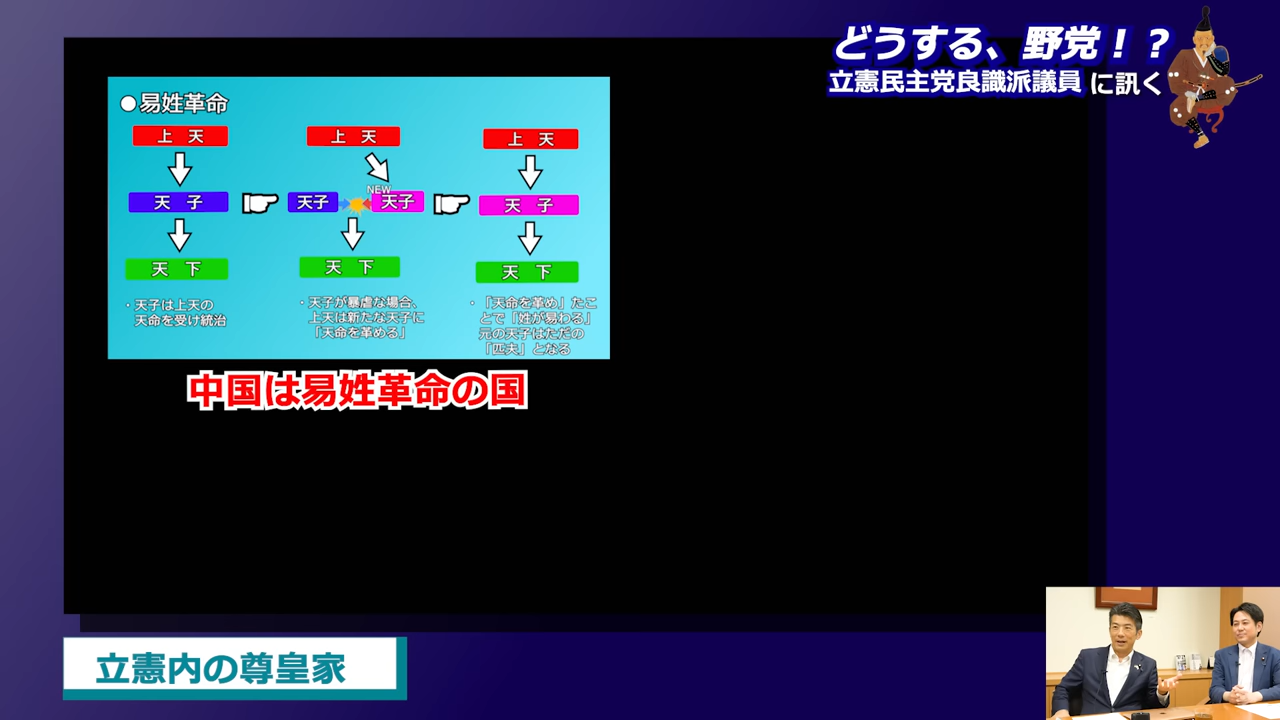 どうする、野党！？
立憲民主党良識派議員 に訊く
●易姓革命
上 天
天 子
天 下
・天子は上天の
天命を受け統治
上 天
NEW
天子
天子
天 下
・天子が暴虐な場合、
上天は新たな天子に
「天命を革める」
上 天
天 子
天 下
・「天命を革め」たこ
とで「姓が易わる」
元の天子はただの
「匹夫」となる
中国は易姓革命の国
立憲内の尊皇家